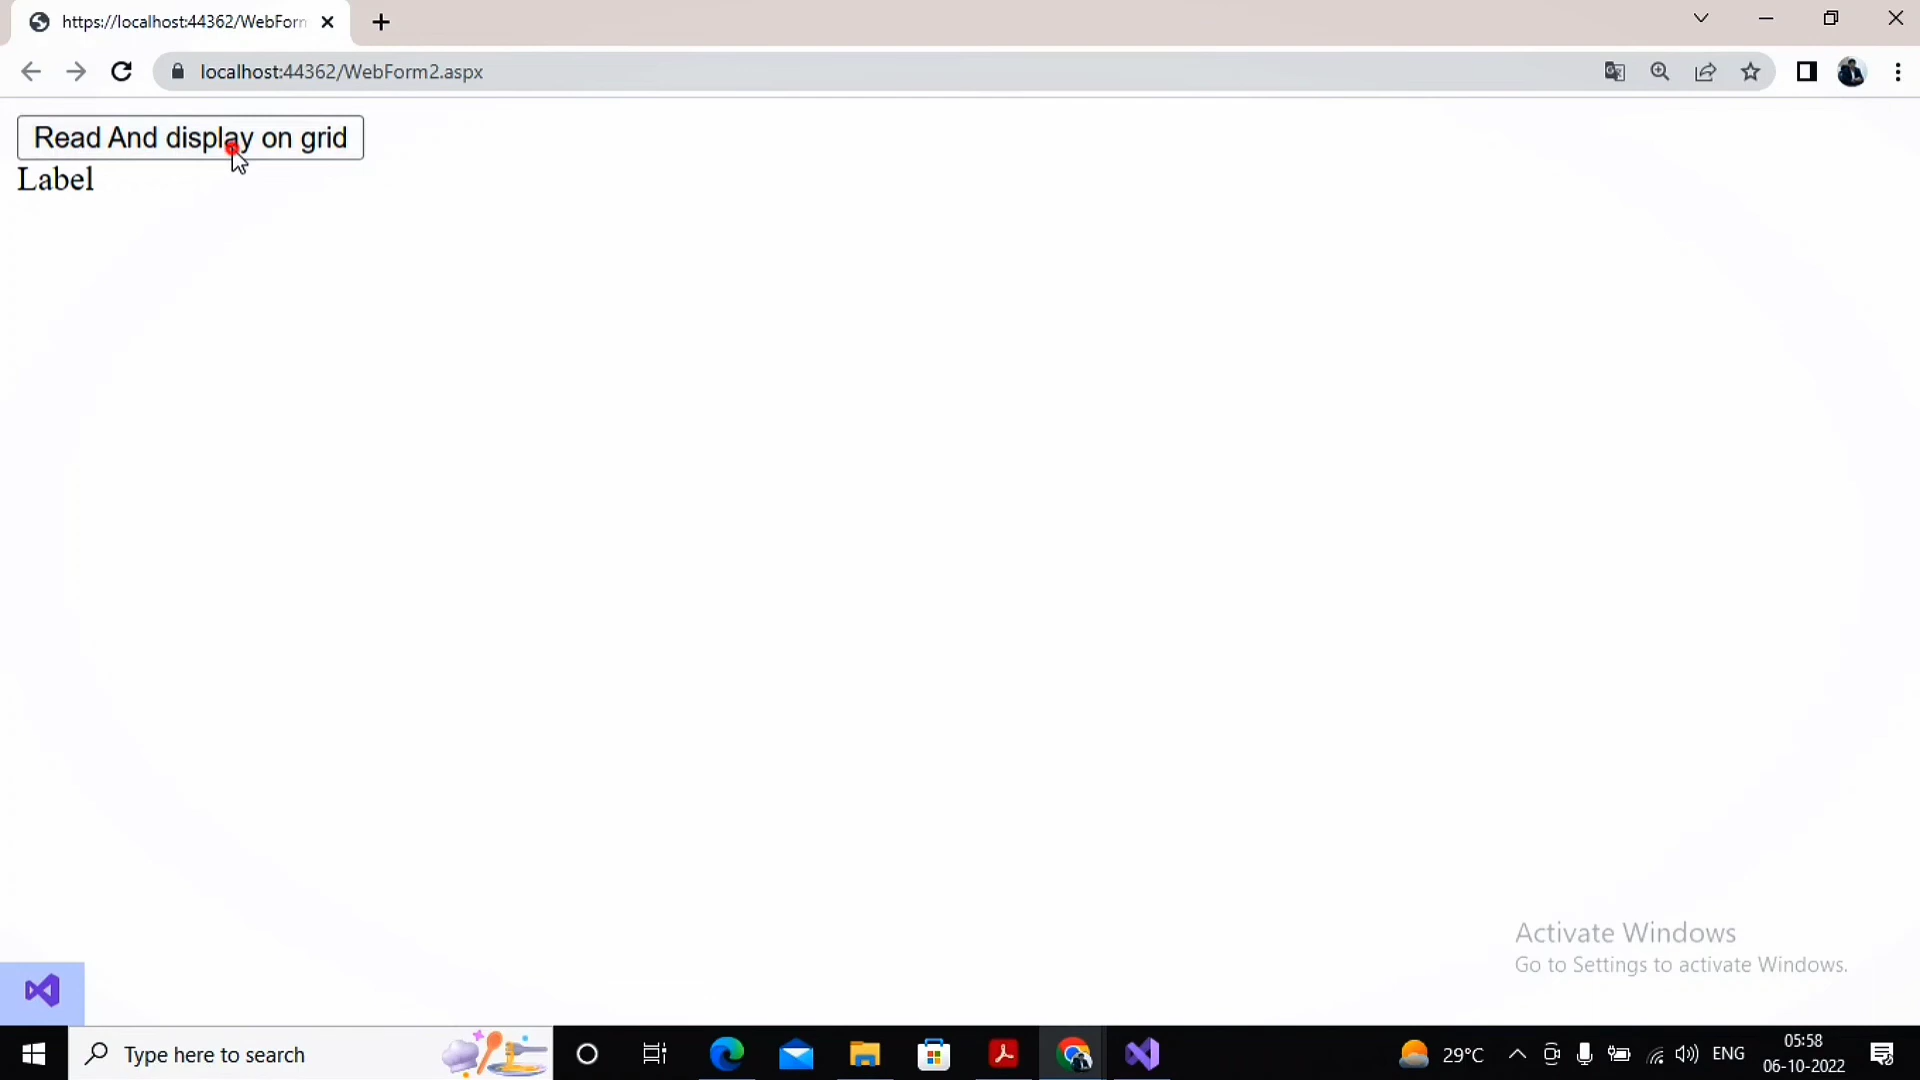 https://localhost:44362/WebForm
localhost:44362/WebForm2.aspx
Read And display on grid
Label
Activate Windows
Go to Settings to activate Windows.
Type here to search
29°C
ENG
05:58
06-10-2022